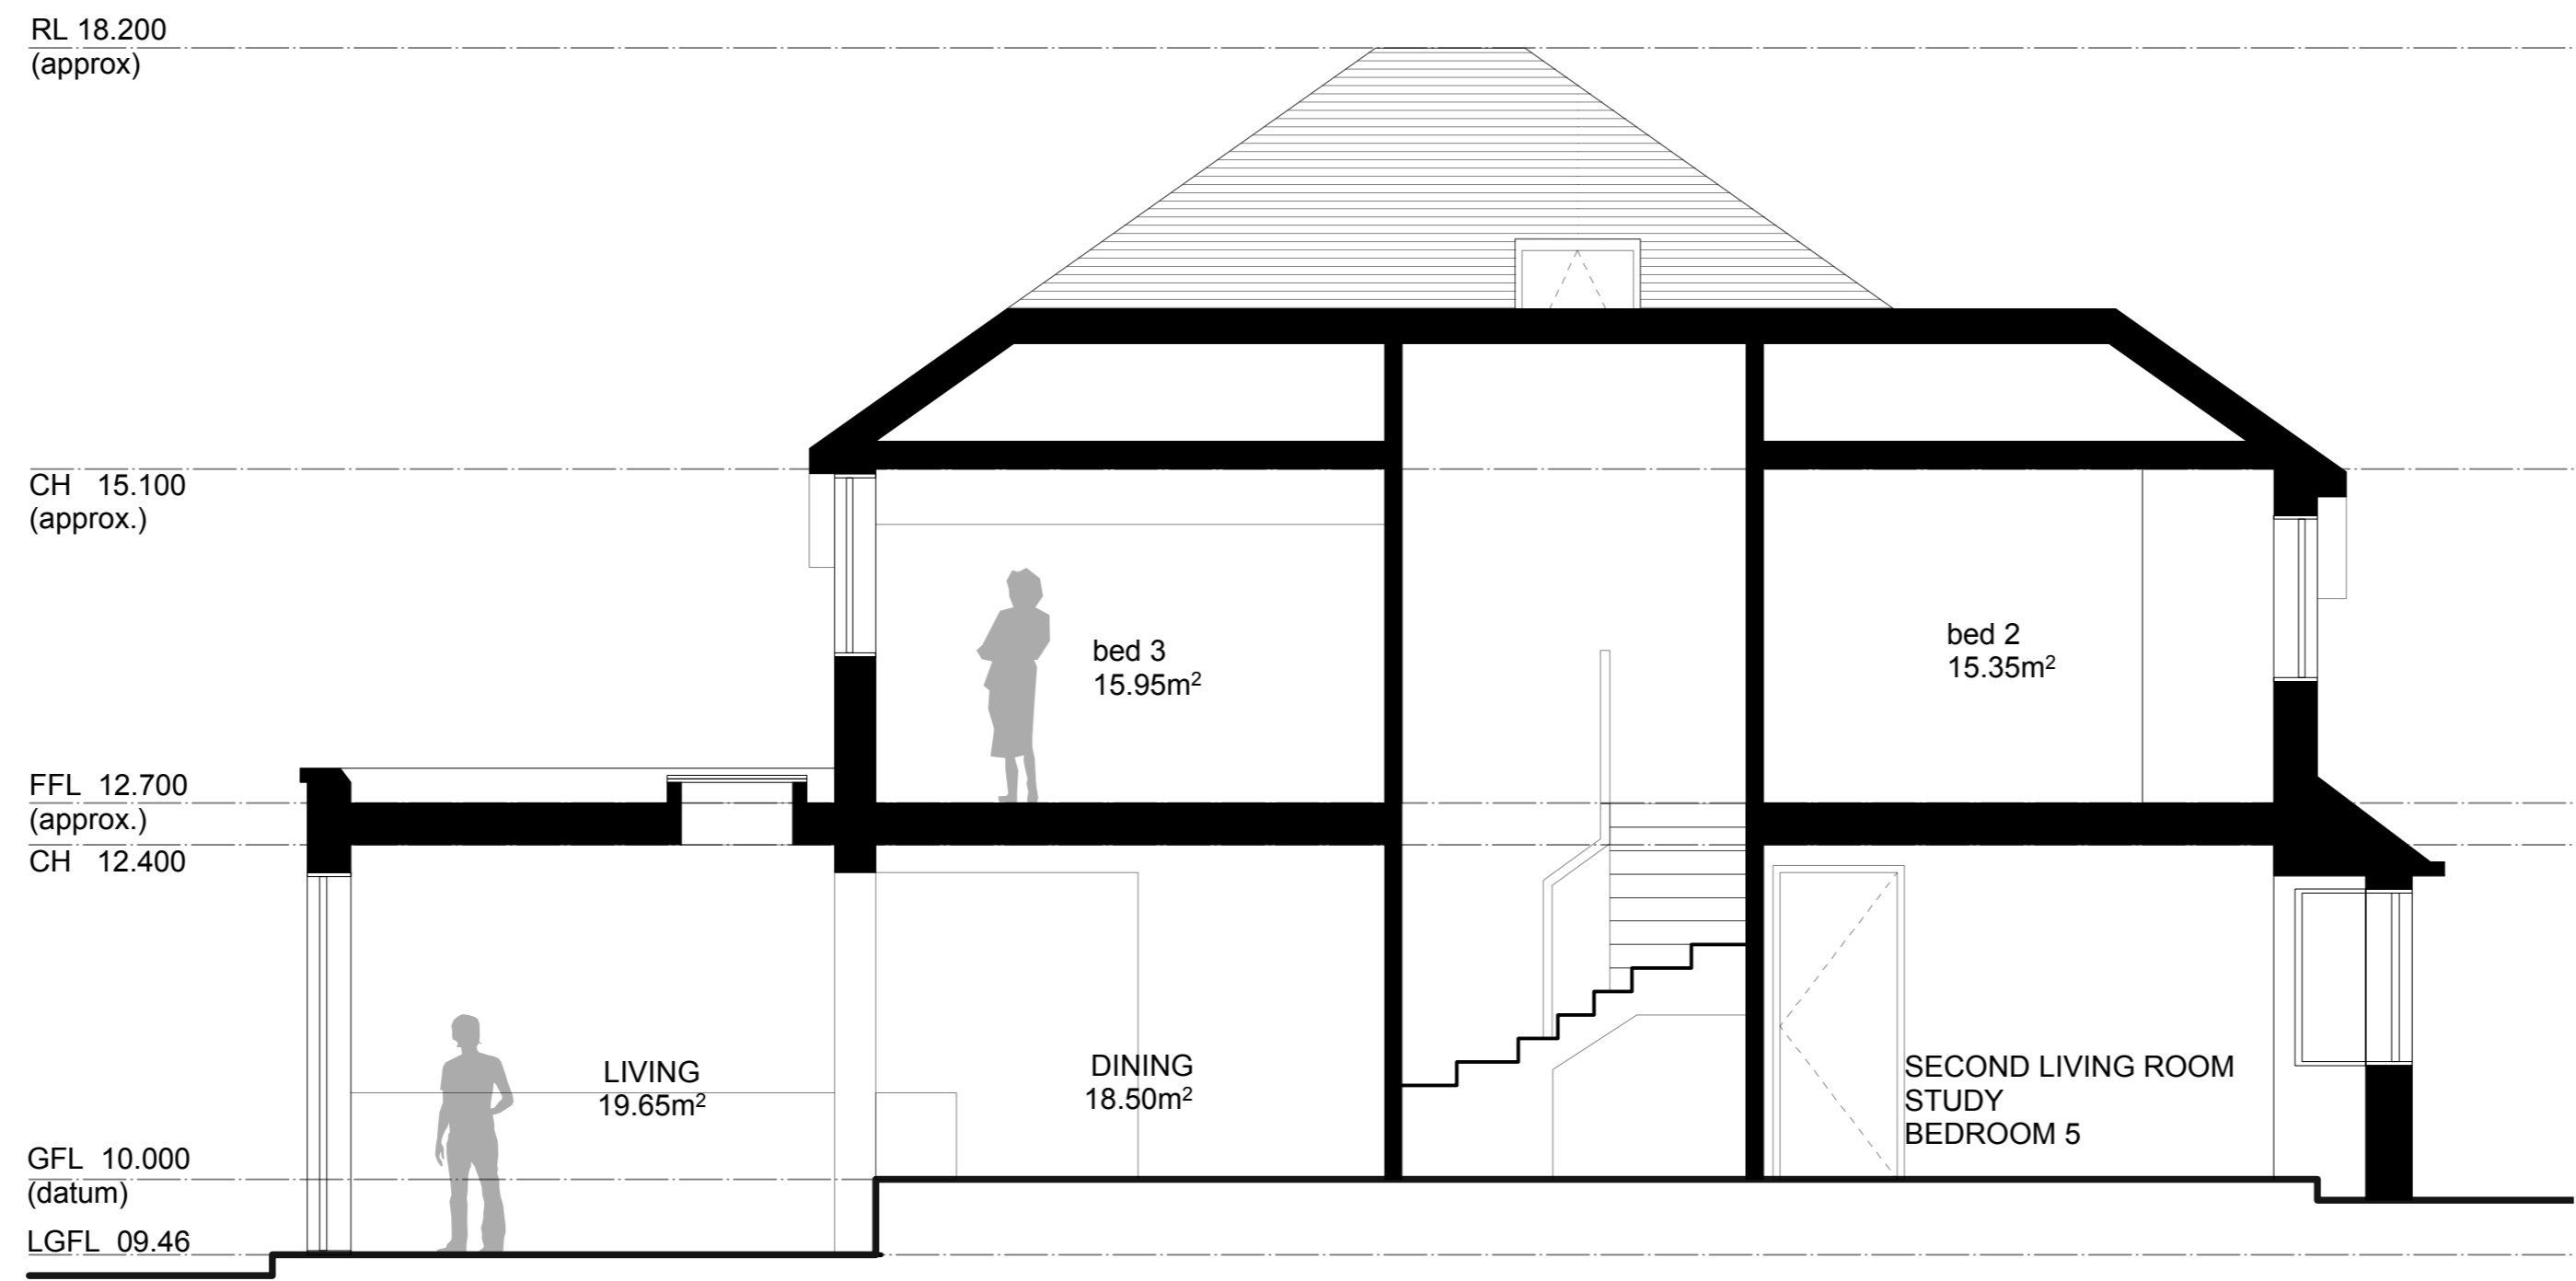 RL 18.200
(approx)
CH 15.100
(approx.)
bed 3
15.95m²
bed 2
15.35m²
FFL 12.700
(approx.)
CH 12.400
LIVING
19.65m²
DINING
18.50m²
SECOND LIVING ROOM
STUDY
BEDROOM 5
GFL 10.000
(datum)
LGFL 09.46